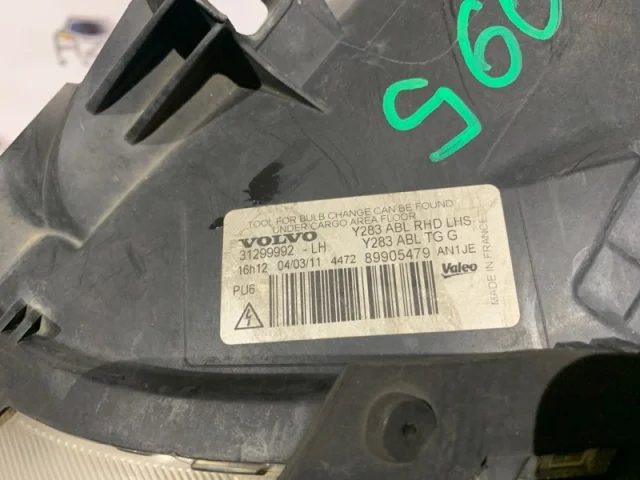 S60
95
TOOL FOR BULB CHANGE CAN BE FOUND
UNDER CARGO AREA FLOOR
VOLVO Y283 ABL RHD LHS
31299992 -LH Y283 ABL TG G
16h12 04/03/11 4472 89905479 AN1JE
PU6
Valeo
MADE IN FRANCE